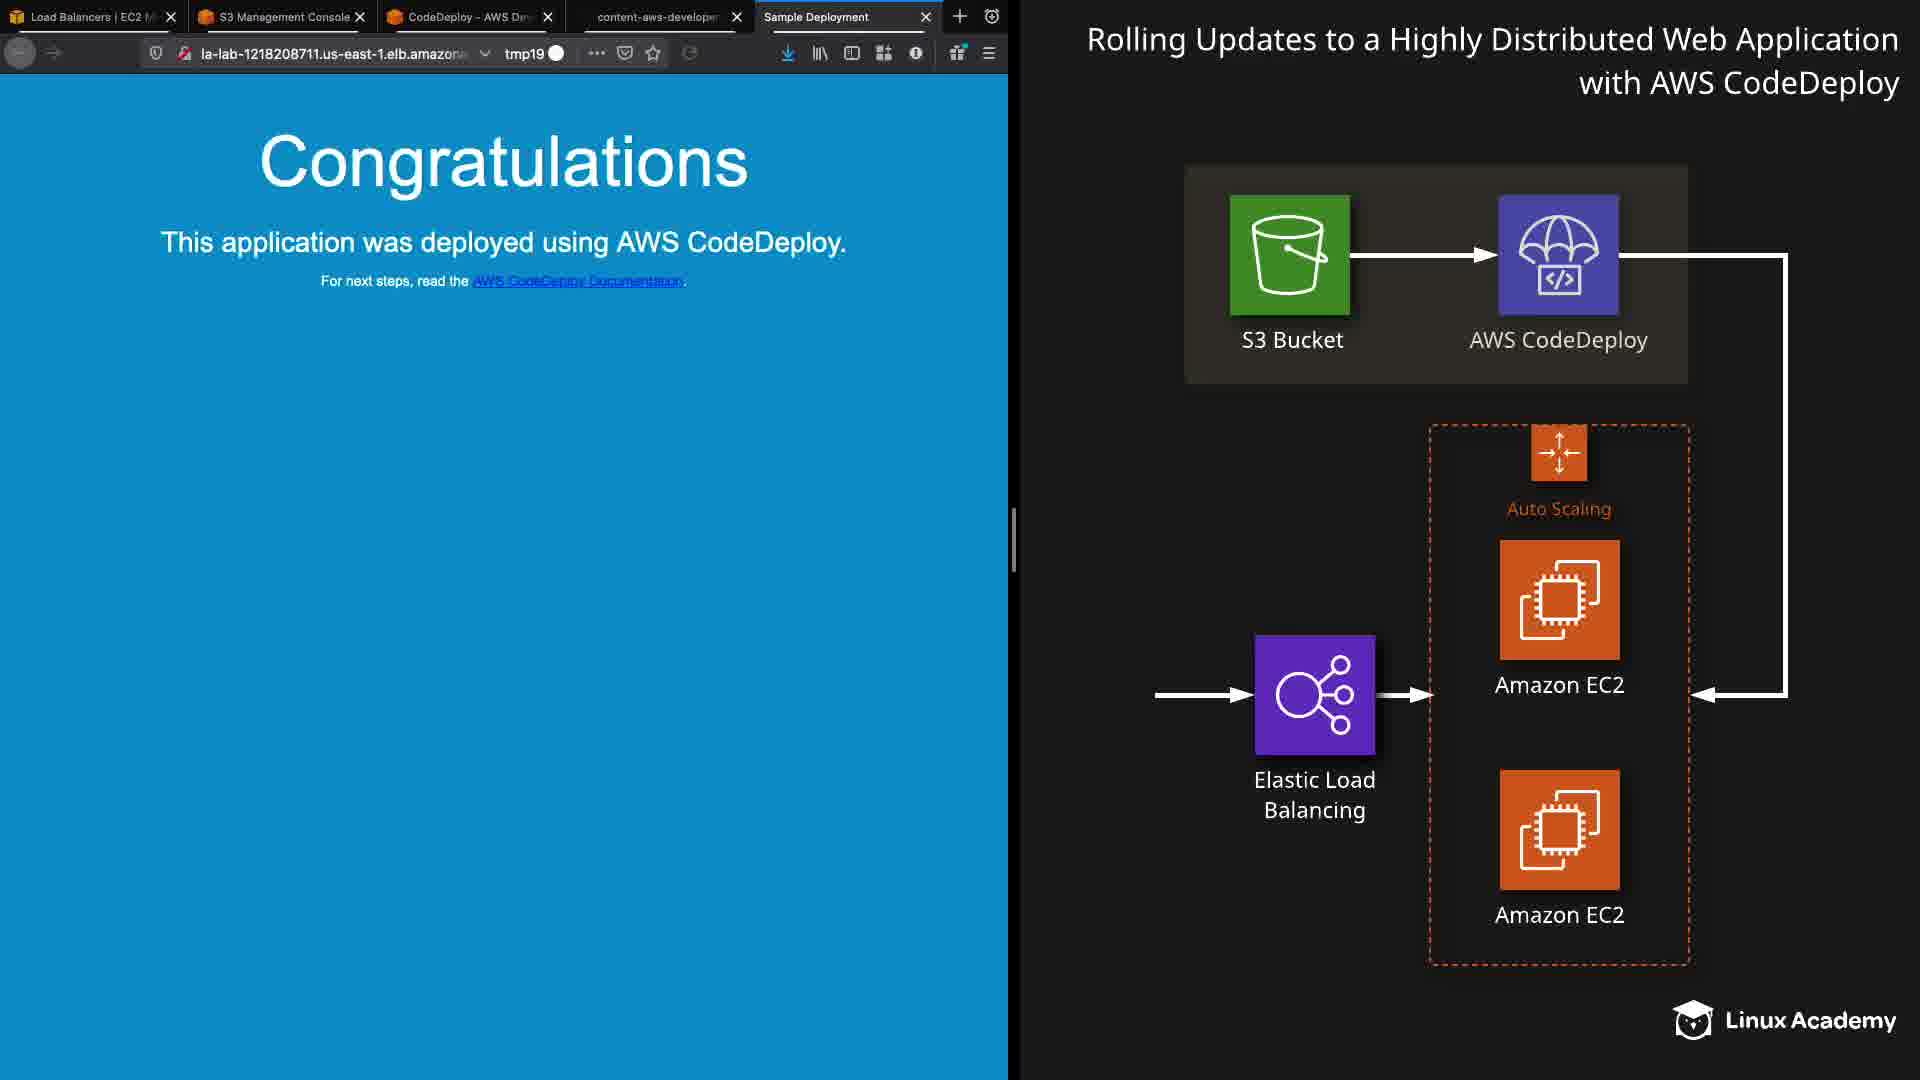 Load Balancers | EC2 M
S3 Management Console
CodeDeploy - AWS Dev
content-aws-developer
Sample Deployment
la-lab-1218208711.us-east-1.elb.amazona
tmp19
Congratulations
This application was deployed using AWS CodeDeploy.
For next steps, read the AWS CodeDeploy Documentation.
Rolling Updates to a Highly Distributed Web Application
with AWS CodeDeploy
S3 Bucket
AWS CodeDeploy
Auto Scaling
Amazon EC2
Elastic Load
Balancing
Amazon EC2
Linux Academy